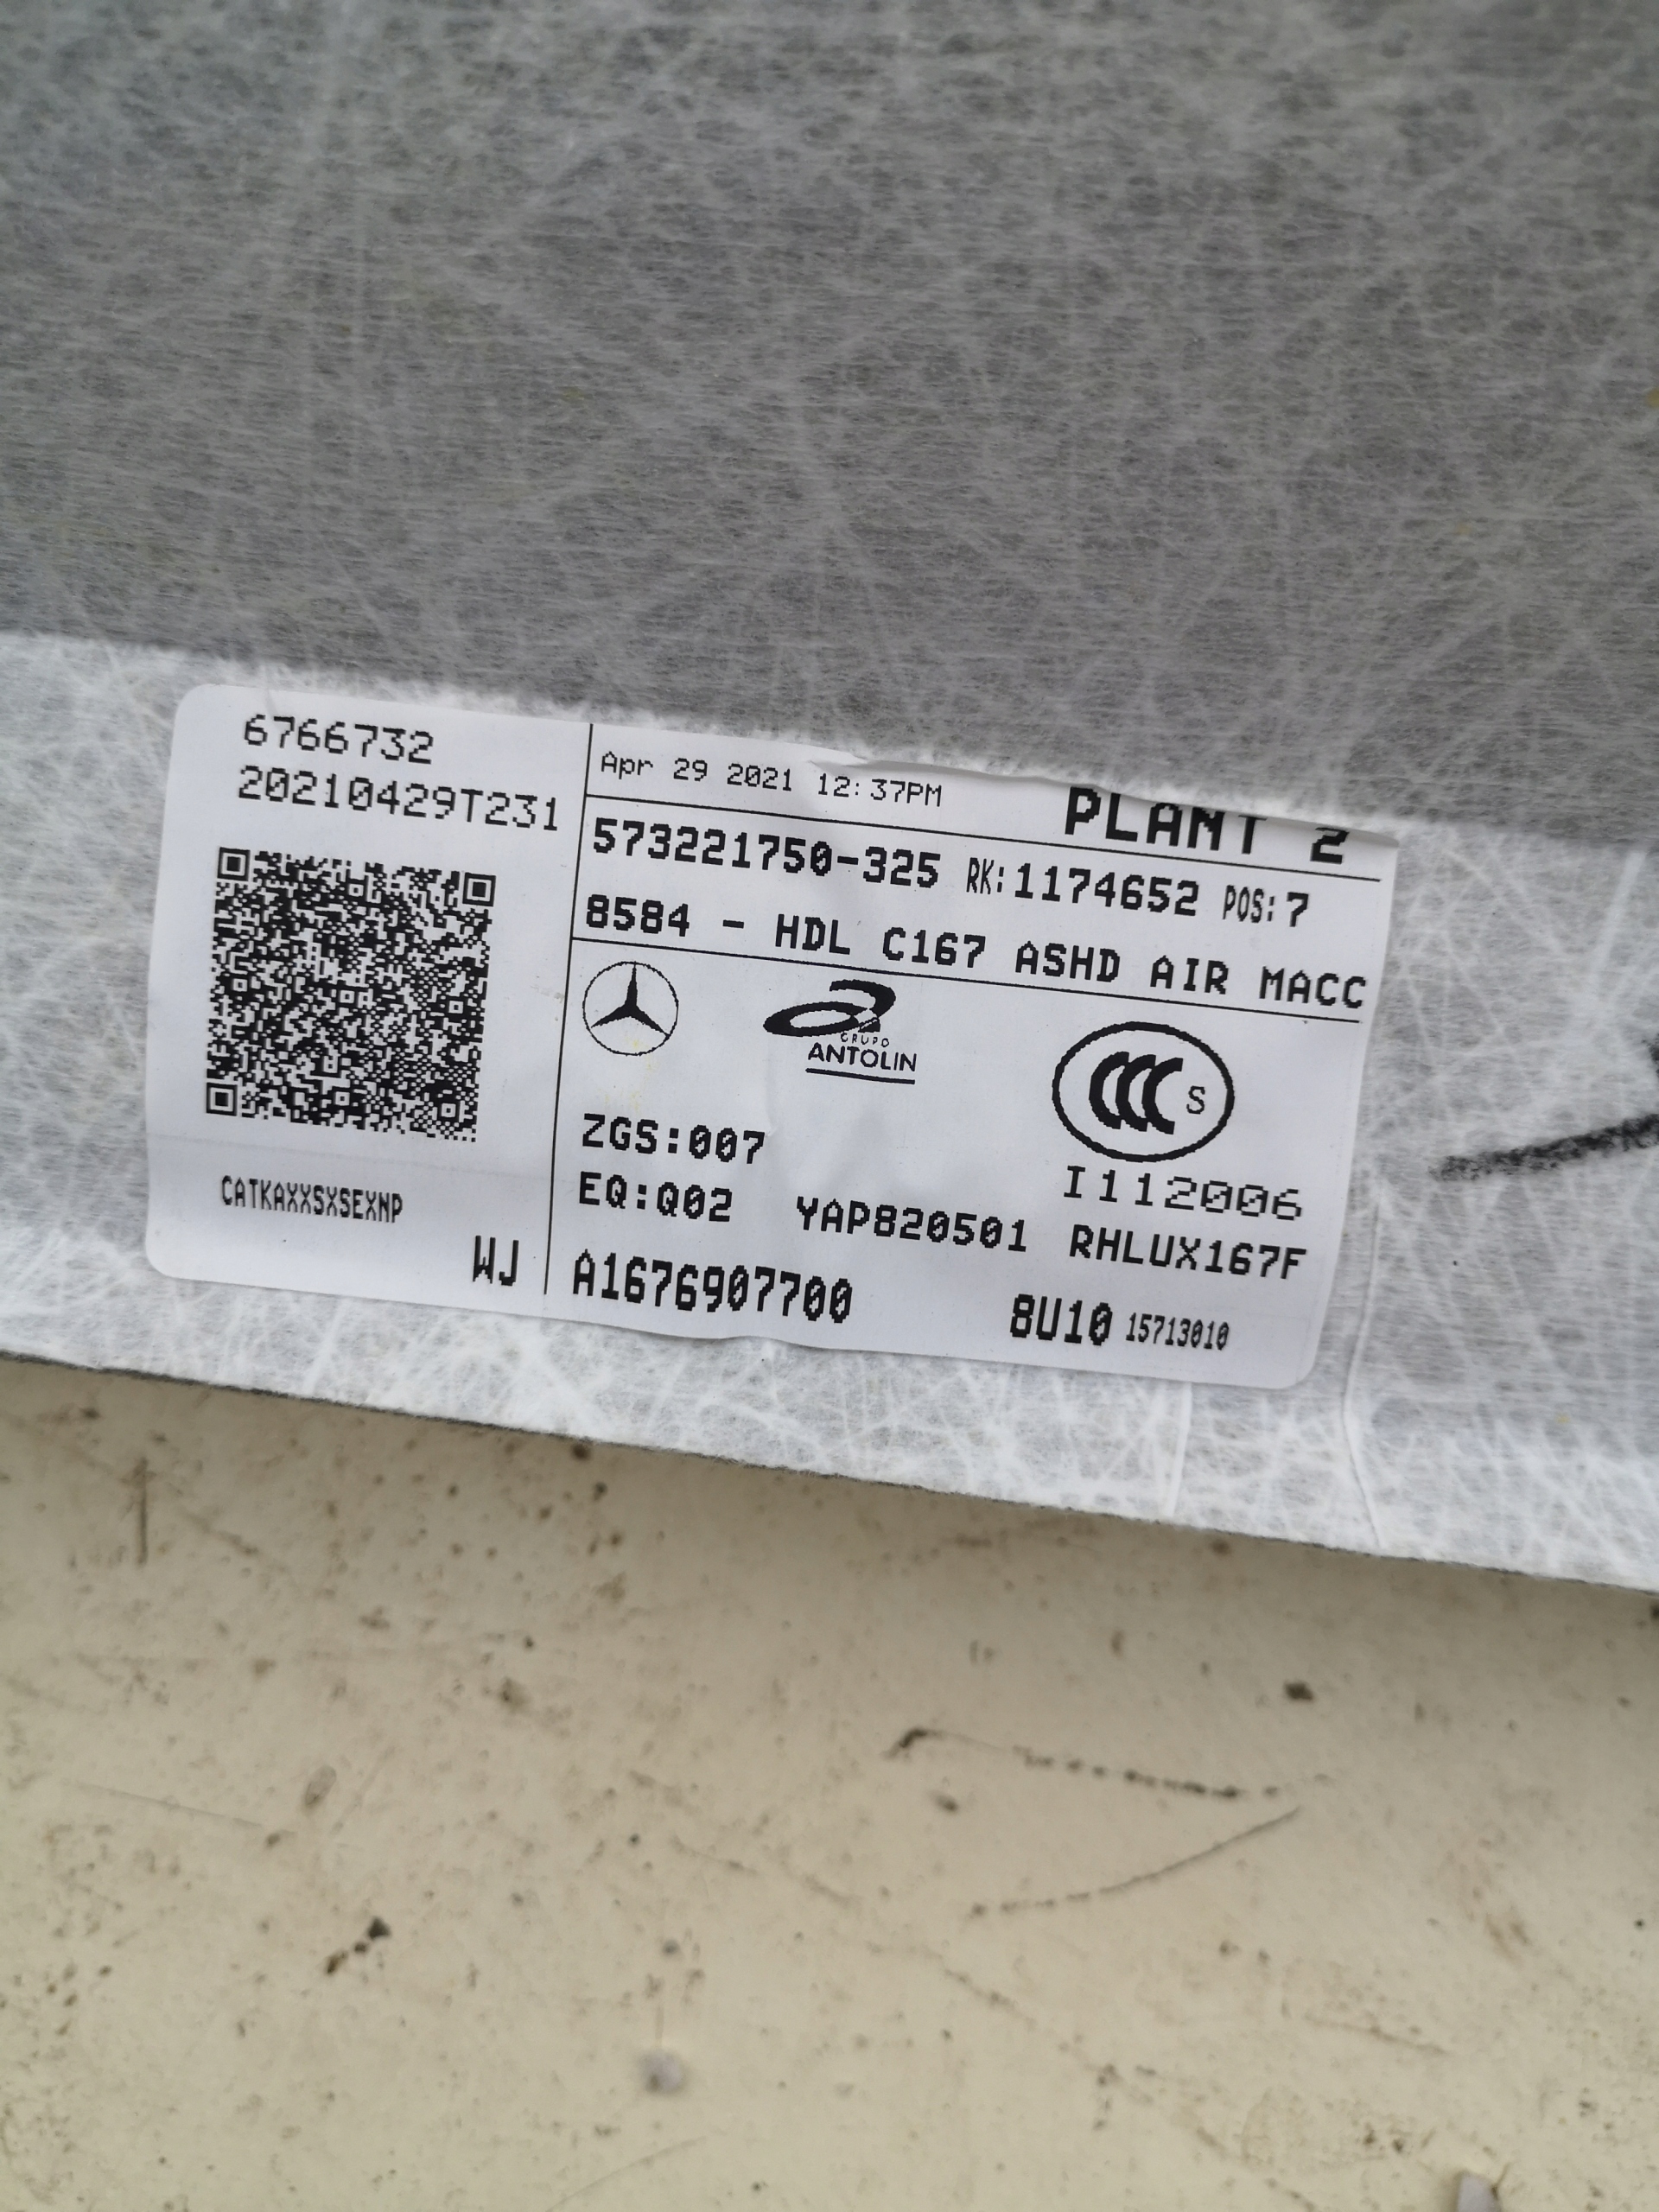 6766732
20210429T231
CATKAXXSXSEXNP
WJ
Apr 29 2021 12:37PM
PLANT 2
573221750-325 RK:1174652 POS:7
8584 - HDL C167 ASHD AIR MACC
GRUPO
ANTOLIN
CCC S
ZGS:007
I112006
EQ:Q02 YAP820501 RHLUX167F
A1676907700 8U10 15713010